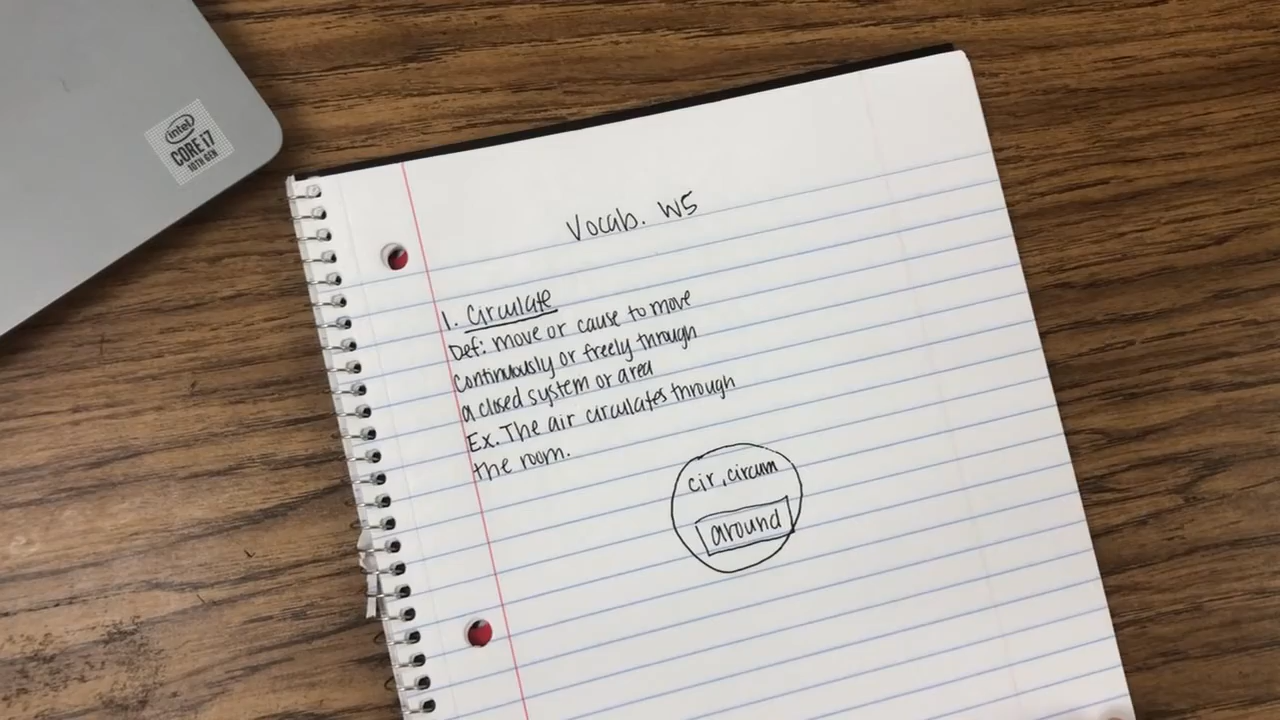 intel
CORE i7
10TH GEN
Vocab. W5
1. Circulate
Def: move or cause to move
continuously or freely through
a closed system or area
Ex. The air circulates through
the room.
cir, circum
around